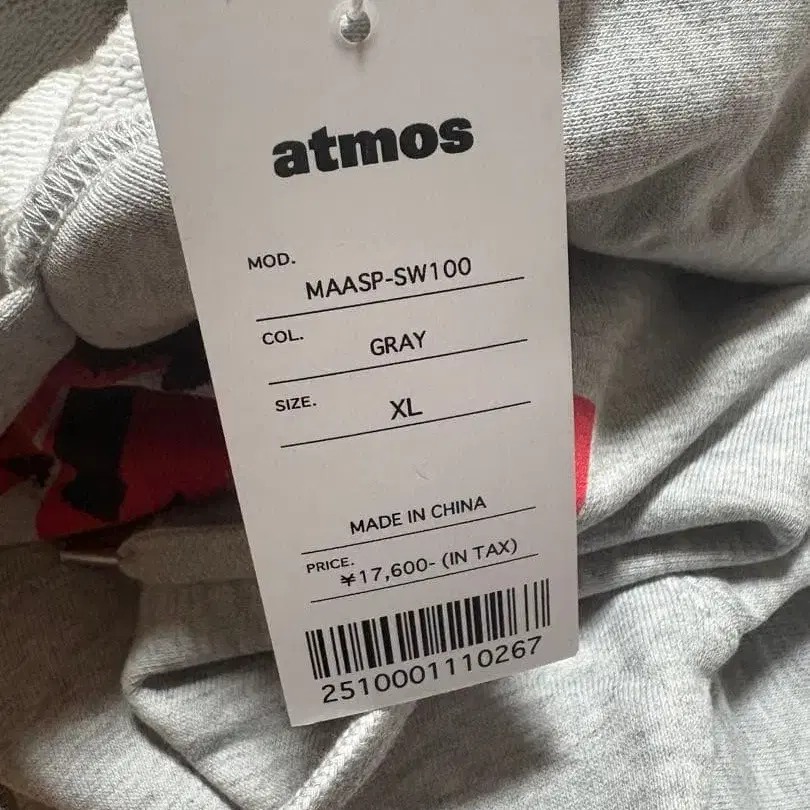 atmos
MOD. MAASP-SW100
COL. GRAY
SIZE. XL
MADE IN CHINA
PRICE. ¥17,600- (IN TAX)
2510001110267